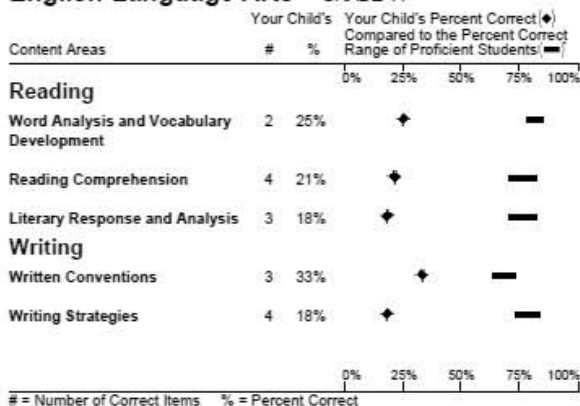 English-Language Arts
Your Child's Your Child's Percent Correct (◆)
Compared to the Percent Correct
Content Areas # % Range of Proficient Students (▬)
0% 25% 50% 75% 100%
Reading
Word Analysis and Vocabulary 2 25%
Development
Reading Comprehension 4 21%
Literary Response and Analysis 3 18%
Writing
Written Conventions 3 33%
Writing Strategies 4 18%
0% 25% 50% 75% 100%
# = Number of Correct Items % = Percent Correct